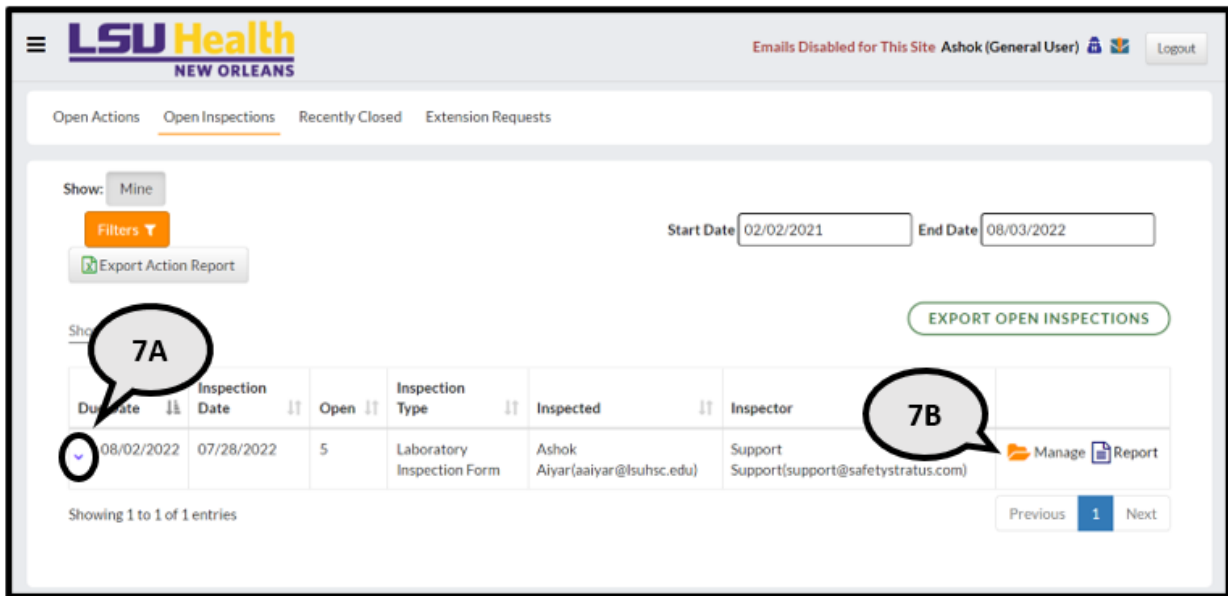 LSU Health
NEW ORLEANS
Emails Disabled for This Site Ashok (General User) Logout
Open Actions Open Inspections Recently Closed Extension Requests
Show: Mine
Filters
Start Date 02/02/2021 End Date 08/03/2022
Export Action Report
EXPORT OPEN INSPECTIONS
7A
Inspection Inspection
Date Date Open Type Inspected Inspector
7B
08/02/2022 07/28/2022 5 Laboratory Ashok Support Manage Report
Inspection Form Aiyar(aaiyar@lsuhsc.edu) Support(support@safetystratus.com)
Showing 1 to 1 of 1 entries
Previous 1 Next